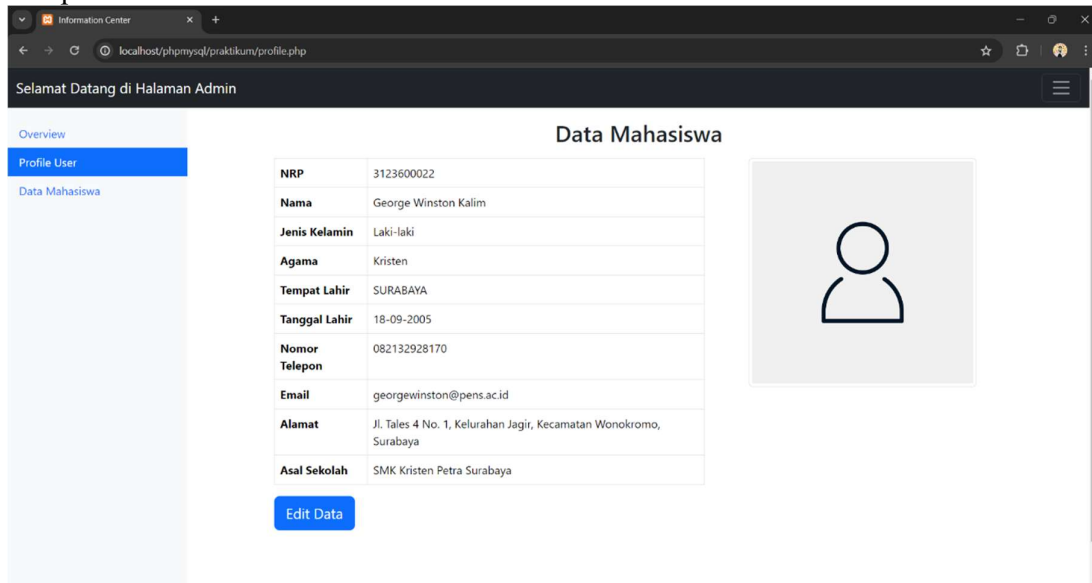 Information Center
localhost/phpmysql/praktikum/profile.php
Selamat Datang di Halaman Admin
Overview
Profile User
Data Mahasiswa
Data Mahasiswa
NRP 3123600022
Nama George Winston Kalim
Jenis Kelamin Laki-laki
Agama Kristen
Tempat Lahir SURABAYA
Tanggal Lahir 18-09-2005
Nomor 082132928170
Telepon
Email georgewinston@pens.ac.id
Alamat Jl. Tales 4 No. 1, Kelurahan Jagir, Kecamatan Wonokromo,
Surabaya
Asal Sekolah SMK Kristen Petra Surabaya
Edit Data